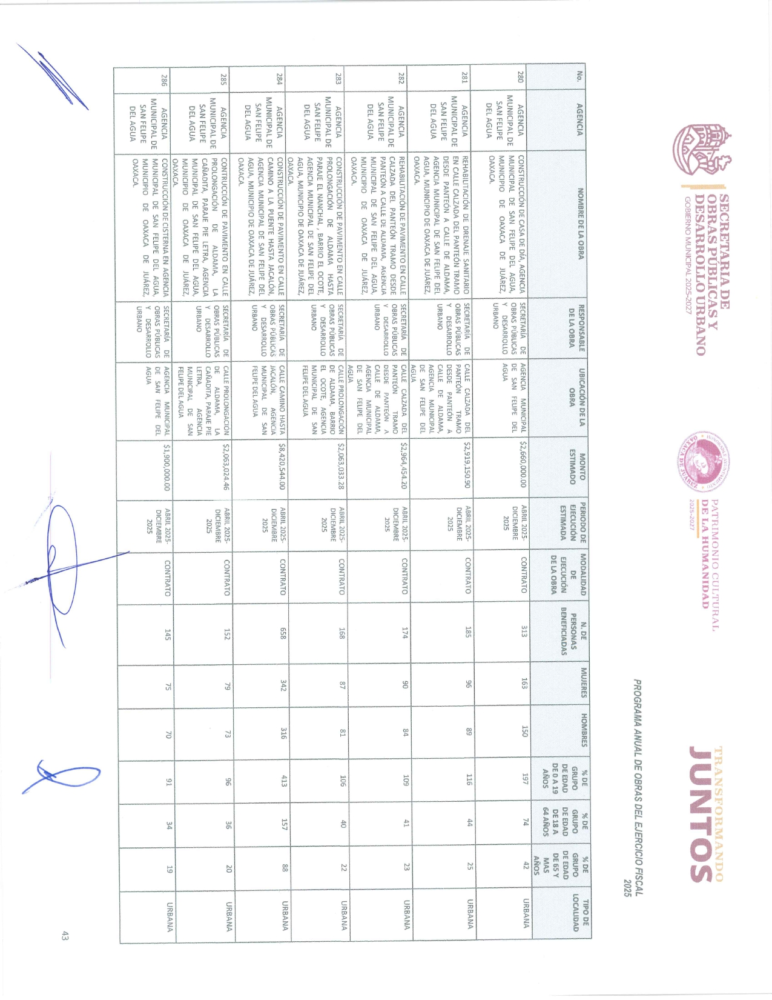 SECRETARIA DE
OBRAS PÚBLICAS Y
DESARROLLO URBANO
GOBIERNO MUNICIPAL 2025-2027
HONORABLE AYUNTAMIENTO
OAXACA DE JUÁREZ
PATRIMONIO CULTURAL
DE LA HUMANIDAD
2025-2027
TRANSFORMANDO
JUNTOS
PROGRAMA ANUAL DE OBRAS DEL EJERCICIO FISCAL
2025
No.
AGENCIA
NOMBRE DE LA OBRA
RESPONSABLE
DE LA OBRA
UBICACIÓN DE LA
OBRA
MONTO
ESTIMADO
PERIODO DE
EJECUCIÓN
ESTIMADA
MODALIDAD
DE
EJECUCIÓN
DE LA OBRA
N. DE
PERSONAS
BENEFICIADAS
MUJERES
HOMBRES
% DE
GRUPO
DE EDAD
DE 0 A 19
AÑOS
% DE
GRUPO
DE EDAD
DE 18 A
64 AÑOS
% DE
GRUPO
DE EDAD
DE 65 Y
MAS
AÑOS
TIPO DE
LOCALIDAD
280
AGENCIA
MUNICIPAL DE
SAN FELIPE
DEL AGUA
CONSTRUCCIÓN DE CASA DE DÍA, AGENCIA
MUNICIPAL DE SAN FELIPE DEL AGUA,
MUNICIPIO DE OAXACA DE JUÁREZ,
OAXACA.
SECRETARÍA DE
OBRAS PÚBLICAS
Y DESARROLLO
URBANO
AGENCIA MUNICIPAL
DE SAN FELIPE DEL
AGUA
$2,660,000.00
ABRIL 2025-
DICIEMBRE
2025
CONTRATO
313
163
150
197
74
42
URBANA
281
AGENCIA
MUNICIPAL DE
SAN FELIPE
DEL AGUA
REHABILITACIÓN DE DRENAJE SANITARIO
EN CALLE CALZADA DEL PANTEÓN TRAMO
DESDE PANTEÓN A CALLE DE ALDAMA,
AGENCIA MUNICIPAL DE SAN FELIPE DEL
AGUA, MUNICIPIO DE OAXACA DE JUÁREZ,
OAXACA.
SECRETARÍA DE
OBRAS PÚBLICAS
Y DESARROLLO
URBANO
CALLE CALZADA DEL
PANTEÓN TRAMO
DESDE PANTEÓN A
CALLE DE ALDAMA,
AGENCIA MUNICIPAL
DE SAN FELIPE DEL
AGUA
$2,919,150.90
ABRIL 2025-
DICIEMBRE
2025
CONTRATO
185
96
89
116
44
25
URBANA
282
AGENCIA
MUNICIPAL DE
SAN FELIPE
DEL AGUA
REHABILITACIÓN DE PAVIMENTO EN CALLE
CALZADA DEL PANTEÓN TRAMO DESDE
PANTEÓN A CALLE DE ALDAMA, AGENCIA
MUNICIPAL DE SAN FELIPE DEL AGUA,
MUNICIPIO DE OAXACA DE JUÁREZ,
OAXACA.
SECRETARÍA DE
OBRAS PÚBLICAS
Y DESARROLLO
URBANO
CALLE CALZADA DEL
PANTEÓN TRAMO
DESDE PANTEÓN A
CALLE DE ALDAMA,
AGENCIA MUNICIPAL
DE SAN FELIPE DEL
AGUA
$2,964,454.20
ABRIL 2025-
DICIEMBRE
2025
CONTRATO
174
90
84
109
41
23
URBANA
283
AGENCIA
MUNICIPAL DE
SAN FELIPE
DEL AGUA
CONSTRUCCIÓN DE PAVIMENTO EN CALLE
PROLONGACIÓN DE ALDAMA HASTA
PARAJE EL NANCHAL , BARRIO EL OCOTE,
AGENCIA MUNICIPAL DE SAN FELIPE DEL
AGUA, MUNICIPIO DE OAXACA DE JUÁREZ,
OAXACA.
SECRETARÍA DE
OBRAS PÚBLICAS
Y DESARROLLO
URBANO
CALLE PROLONGACIÓN
DE ALDAMA, BARRIO
EL OCOTE, AGENCIA
MUNICIPAL DE SAN
FELIPE DEL AGUA
$2,063,033.28
ABRIL 2025-
DICIEMBRE
2025
CONTRATO
168
87
81
106
40
22
URBANA
284
AGENCIA
MUNICIPAL DE
SAN FELIPE
DEL AGUA
CONSTRUCCIÓN DE PAVIMENTO EN CALLE
CAMINO A LA PUENTE HASTA JACALÓN,
AGENCIA MUNICIPAL DE SAN FELIPE DEL
AGUA, MUNICIPIO DE OAXACA DE JUÁREZ,
OAXACA.
SECRETARÍA DE
OBRAS PÚBLICAS
Y DESARROLLO
URBANO
CALLE CAMINO HASTA
JACALÓN, AGENCIA
MUNICIPAL DE SAN
FELIPE DEL AGUA
$8,420,544.00
ABRIL 2025-
DICIEMBRE
2025
CONTRATO
658
342
316
413
157
88
URBANA
285
AGENCIA
MUNICIPAL DE
SAN FELIPE
DEL AGUA
CONTRUCCIÓN DE PAVIMENTO EN CALLE
PROLONGACIÓN DE ALDAMA, LA
CAÑADITA, PARAJE PIE LETRA, AGENCIA
MUNICIPAL DE SAN FELIPE DEL AGUA,
MUNICIPIO DE OAXACA DE JUÁREZ,
OAXACA.
SECRETARÍA DE
OBRAS PÚBLICAS
Y DESARROLLO
URBANO
CALLE PROLONGACIÓN
DE ALDAMA, LA
CAÑADITA, PARAJE PIE
LETRA, AGENCIA
MUNICIPAL DE SAN
FELIPE DEL AGUA
$2,063,024.46
ABRIL 2025-
DICIEMBRE
2025
CONTRATO
152
79
73
96
36
20
URBANA
286
AGENCIA
MUNICIPAL DE
SAN FELIPE
DEL AGUA
CONSTRUCCIÓN DE CISTERNA EN AGENCIA
MUNICIPAL DE SAN FELIPE DEL AGUA,
MUNICIPIO DE OAXACA DE JUÁREZ,
OAXACA.
SECRETARÍA DE
OBRAS PÚBLICAS
Y DESARROLLO
URBANO
AGENCIA MUNICIPAL
DE SAN FELIPE DEL
AGUA
$1,900,000.00
ABRIL 2025-
DICIEMBRE
2025
CONTRATO
145
75
70
91
34
19
URBANA
43